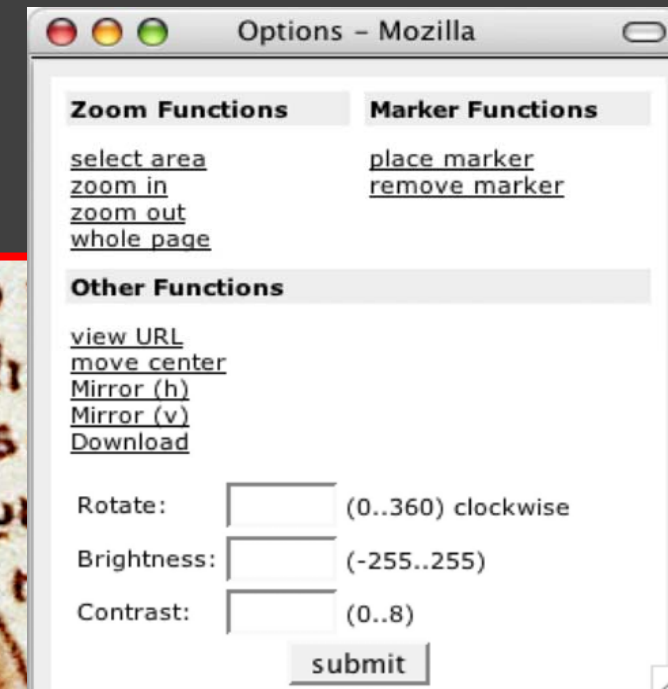 Options – Mozilla
Zoom Functions
select area
zoom in
zoom out
whole page
Marker Functions
place marker
remove marker
Other Functions
view URL
move center
Mirror (h)
Mirror (v)
Download
Rotate: (0..360) clockwise
Brightness: (-255..255)
Contrast: (0..8)
submit